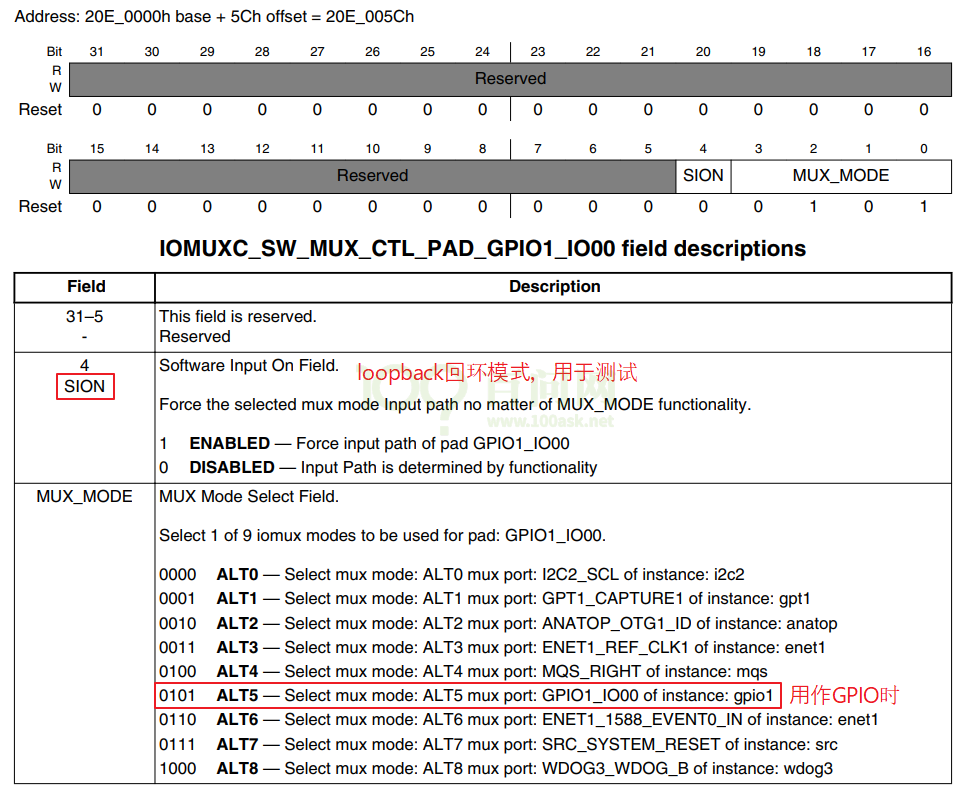 Address: 20E_0000h base + 5Ch offset = 20E_005Ch
Bit 31 30 29 28 27 26 25 24 23 22 21 20 19 18 17 16
R
W
Reserved
Reset 0 0 0 0 0 0 0 0 0 0 0 0 0 0 0 0
Bit 15 14 13 12 11 10 9 8 7 6 5 4 3 2 1 0
R
W
Reserved SION MUX_MODE
Reset 0 0 0 0 0 0 0 0 0 0 0 0 0 1 0 1
IOMUXC_SW_MUX_CTL_PAD_GPIO1_IO00 field descriptions
Field Description
31–5 This field is reserved.
- Reserved
4 Software Input On Field. loopback回环模式，用于测试
SION
Force the selected mux mode Input path no matter of MUX_MODE functionality.
www.100ask.net
1 ENABLED — Force input path of pad GPIO1_IO00
0 DISABLED — Input Path is determined by functionality
MUX_MODE MUX Mode Select Field.
Select 1 of 9 iomux modes to be used for pad: GPIO1_IO00.
0000 ALT0 — Select mux mode: ALT0 mux port: I2C2_SCL of instance: i2c2
0001 ALT1 — Select mux mode: ALT1 mux port: GPT1_CAPTURE1 of instance: gpt1
0010 ALT2 — Select mux mode: ALT2 mux port: ANATOP_OTG1_ID of instance: anatop
0011 ALT3 — Select mux mode: ALT3 mux port: ENET1_REF_CLK1 of instance: enet1
0100 ALT4 — Select mux mode: ALT4 mux port: MQS_RIGHT of instance: mqs
0101 ALT5 — Select mux mode: ALT5 mux port: GPIO1_IO00 of instance: gpio1 用作GPIO时
0110 ALT6 — Select mux mode: ALT6 mux port: ENET1_1588_EVENT0_IN of instance: enet1
0111 ALT7 — Select mux mode: ALT7 mux port: SRC_SYSTEM_RESET of instance: src
1000 ALT8 — Select mux mode: ALT8 mux port: WDOG3_WDOG_B of instance: wdog3